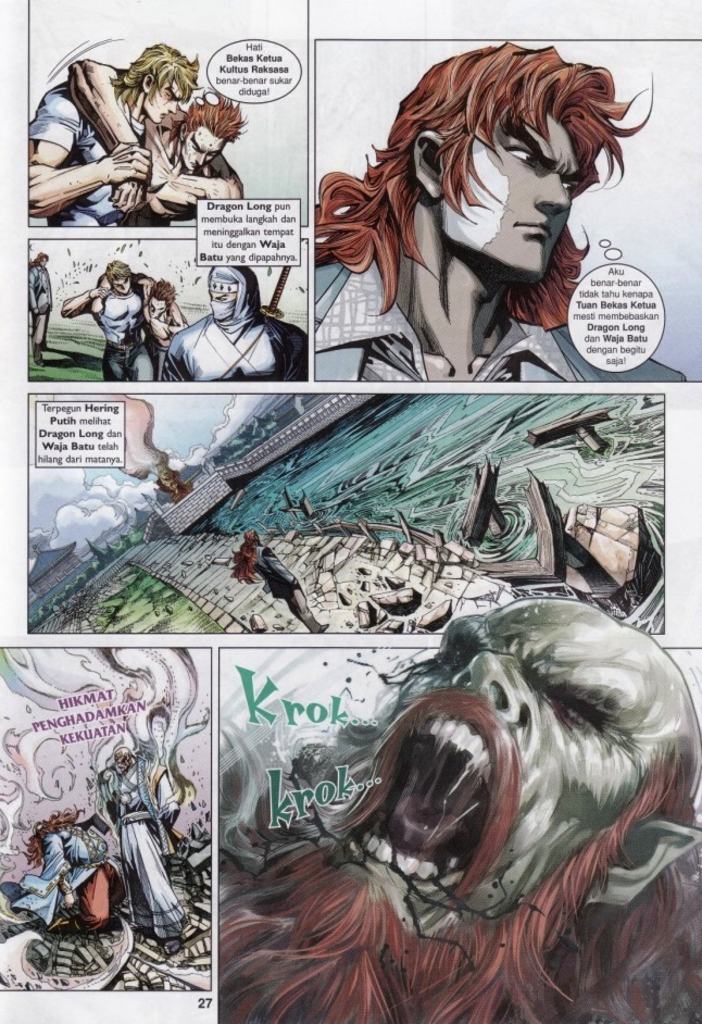 Hati
Bekas Ketua
Kultus Raksasa
benar-benar sukar
diduga!
Dragon Long pun
membuka langkah dan
meninggalkan tempat
itu dengan Waja
Batu yang dipapahnya.
Aku
benar-benar
tidak tahu kenapa
Tuan Bekas Ketua
mesti membebaskan
Dragon Long
dan Waja Batu
dengan begitu
saja!
Terpegun Hering
Putih melihat
Dragon Long dan
Waja Batu telah
hilang dari matanya.
HIKMAT
PENGHADAMKAN
KEKUATAN
Krok...
krok...
27